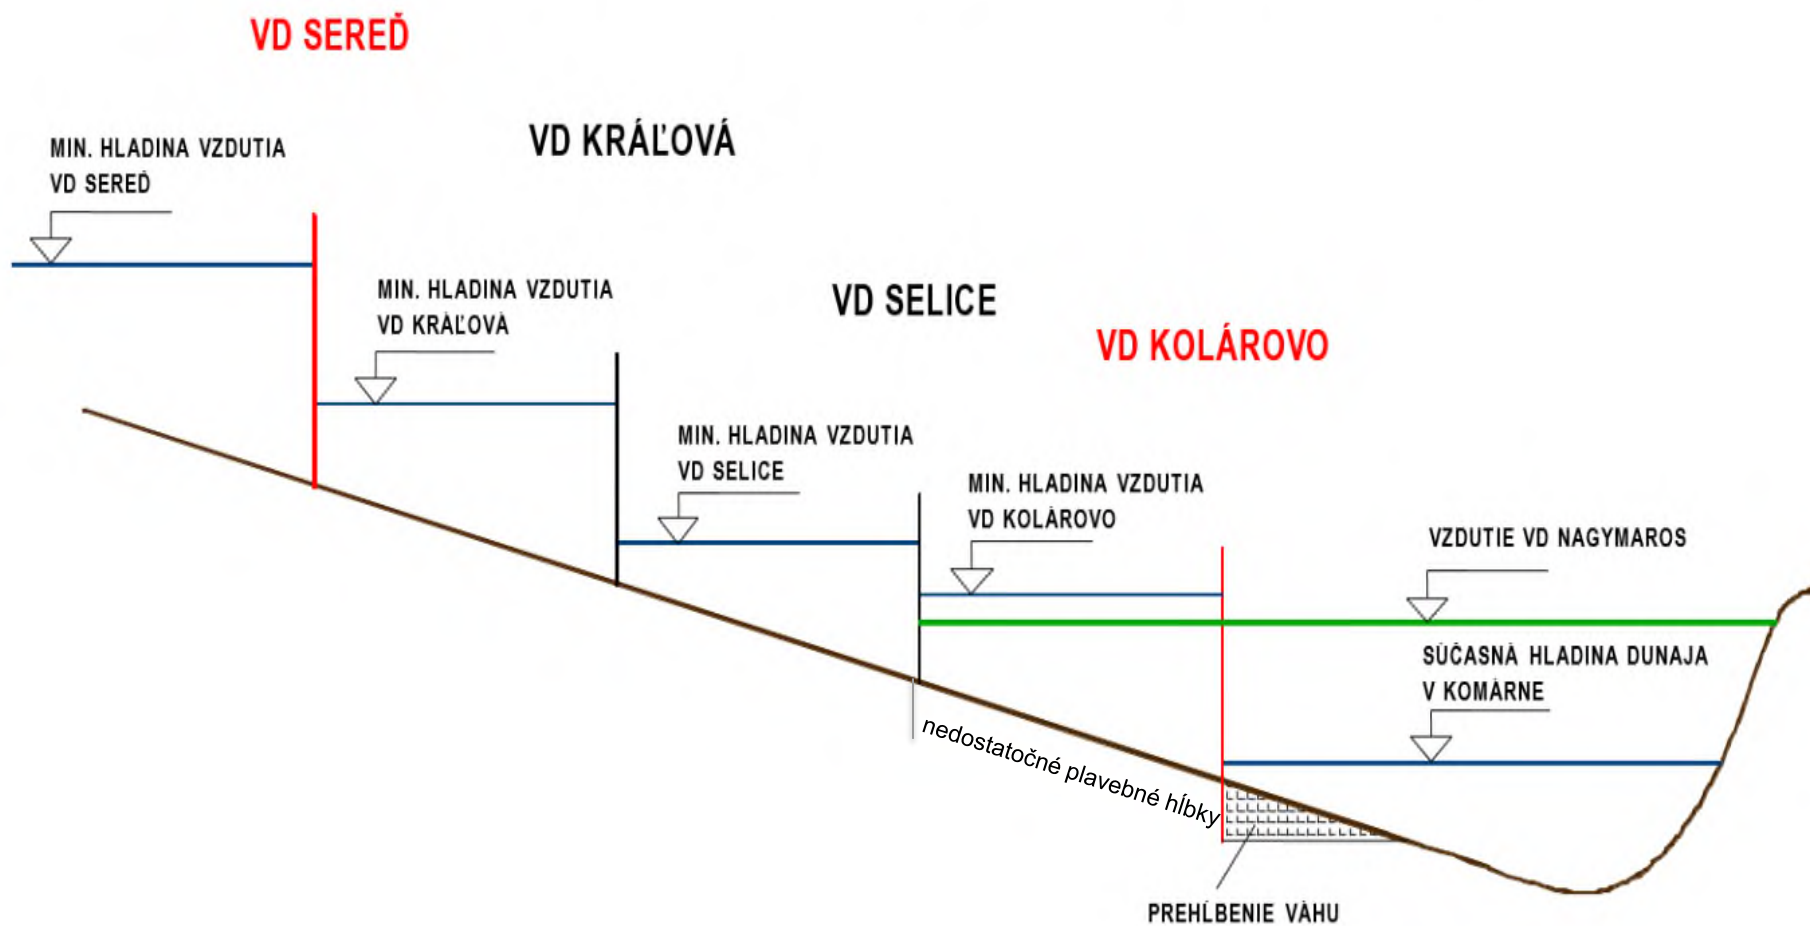 VD SEREĎ
VD KRÁĽOVÁ
MIN. HLADINA VZDUTIA
VD SEREĎ
MIN. HLADINA VZDUTIA
VD KRÁĽOVÁ
VD SELICE
VD KOLÁROVO
MIN. HLADINA VZDUTIA
VD SELICE
MIN. HLADINA VZDUTIA
VD KOLÁROVO
VZDUTIE VD NAGYMAROS
SÚČASNÁ HLADINA DUNAJA
V KOMÁRNE
nedostatočné plavebné hĺbky
PREHĹBENIE VÁHU